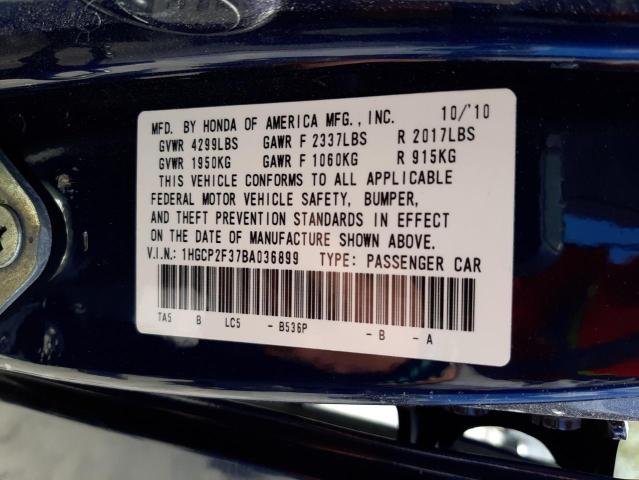 MFD. BY HONDA OF AMERICA MFG., INC. 10/'10
GVWR 4299LBS GAWR F 2337LBS R 2017LBS
GVWR 1950KG GAWR F 1060KG R 915KG
THIS VEHICLE CONFORMS TO ALL APPLICABLE
FEDERAL MOTOR VEHICLE SAFETY, BUMPER,
AND THEFT PREVENTION STANDARDS IN EFFECT
ON THE DATE OF MANUFACTURE SHOWN ABOVE.
V.I.N.: 1HGCP2F37BA036899 TYPE: PASSENGER CAR
TA5 B LC5 - B536P - B - A